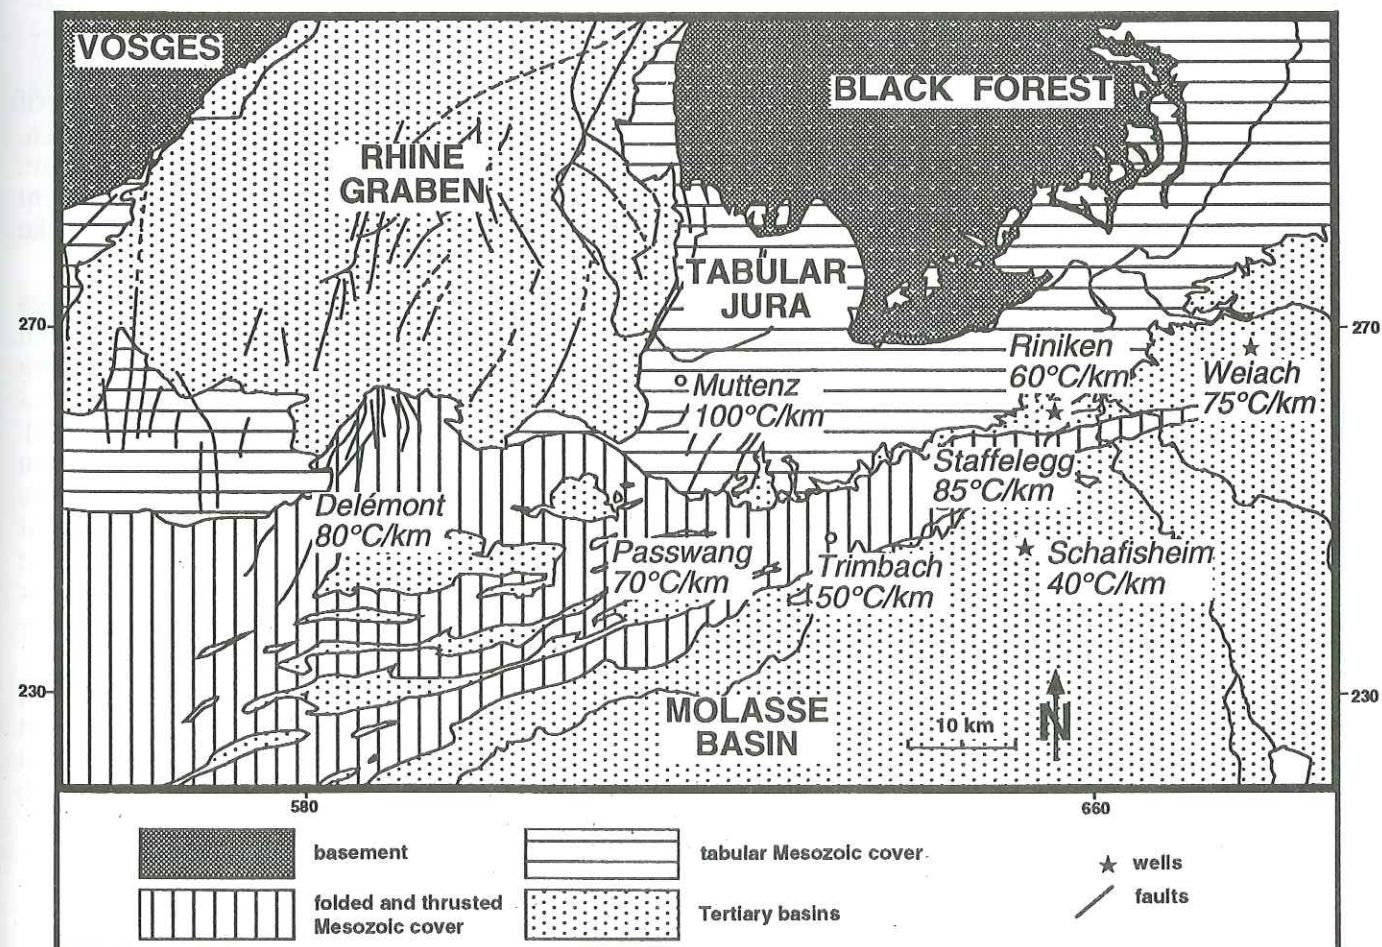 VOSGES
BLACK FOREST
RHINE
GRABEN
TABULAR
JURA
270
270
Riniken
60°C/km
Weiach
75°C/km
Muttenz
100°C/km
Staffelegg
85°C/km
Delémont
80°C/km
Passwang
70°C/km
Trimbach
50°C/km
Schafisheim
40°C/km
230
230
MOLASSE
BASIN
10 km
N
580
660
basement
tabular Mesozoic cover
wells
folded and thrusted
Mesozoic cover
Tertiary basins
faults